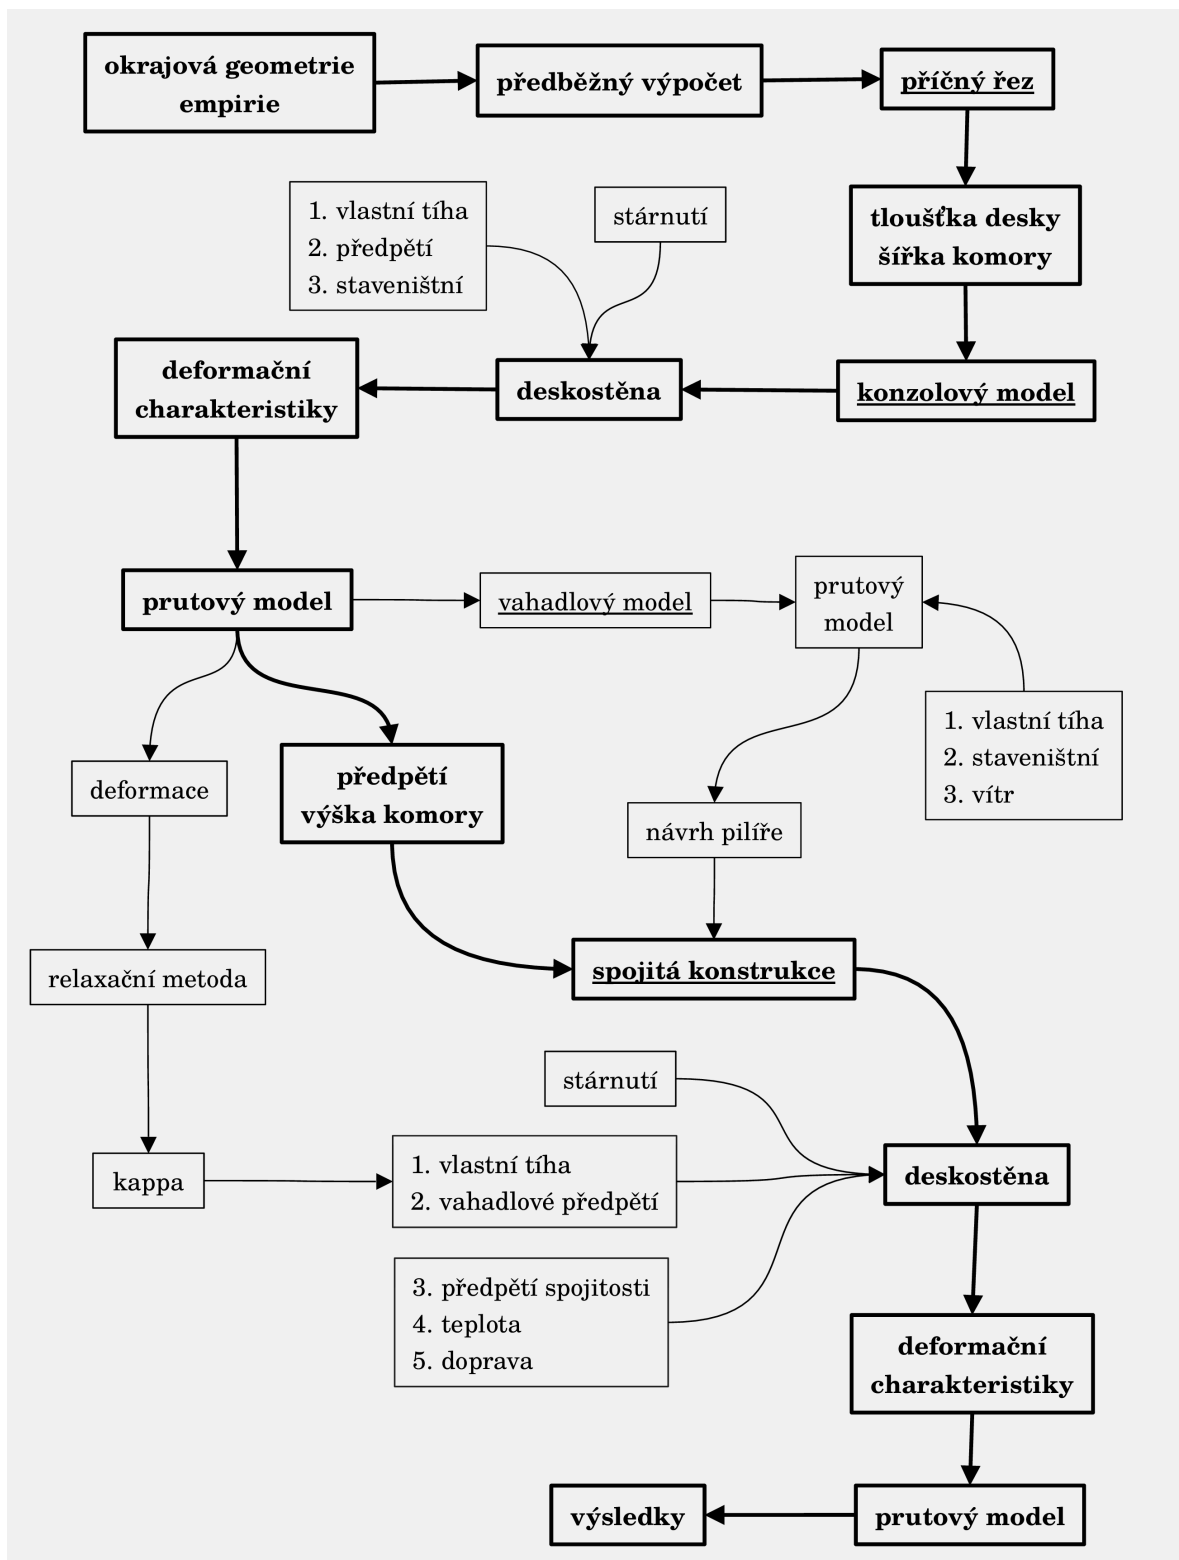 okrajová geometrie
empirie
předběžný výpočet
příčný řez
tloušťka desky
šířka komory
1. vlastní tíha
2. předpětí
3. staveništní
stárnutí
deformační
charakteristiky
deskostěna
konzolový model
prutový model
vahadlový model
prutový
model
1. vlastní tíha
2. staveništní
3. vítr
deformace
předpětí
výška komory
návrh pilíře
relaxační metoda
spojitá konstrukce
stárnutí
kappa
1. vlastní tíha
2. vahadlové předpětí
deskostěna
3. předpětí spojitosti
4. teplota
5. doprava
deformační
charakteristiky
výsledky
prutový model